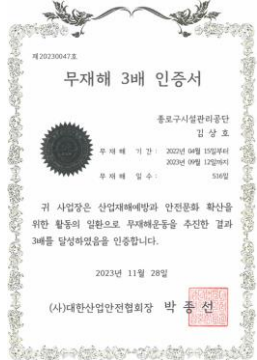 제20230047호
무재해 3배 인증서
종로구시설관리공단
김 상 호
무 재 해 기 간 : 2022년 04월 15일부터
2023년 09월 12일까지
무 재 해 일 수 : 516일
귀 사업장은 산업재해예방과 안전문화 확산을
위한 활동의 일환으로 무재해운동을 추진한 결과
3배를 달성하였음을 인증합니다.
2023년 11월 28일
(사)대한산업안전협회장 박 종 선